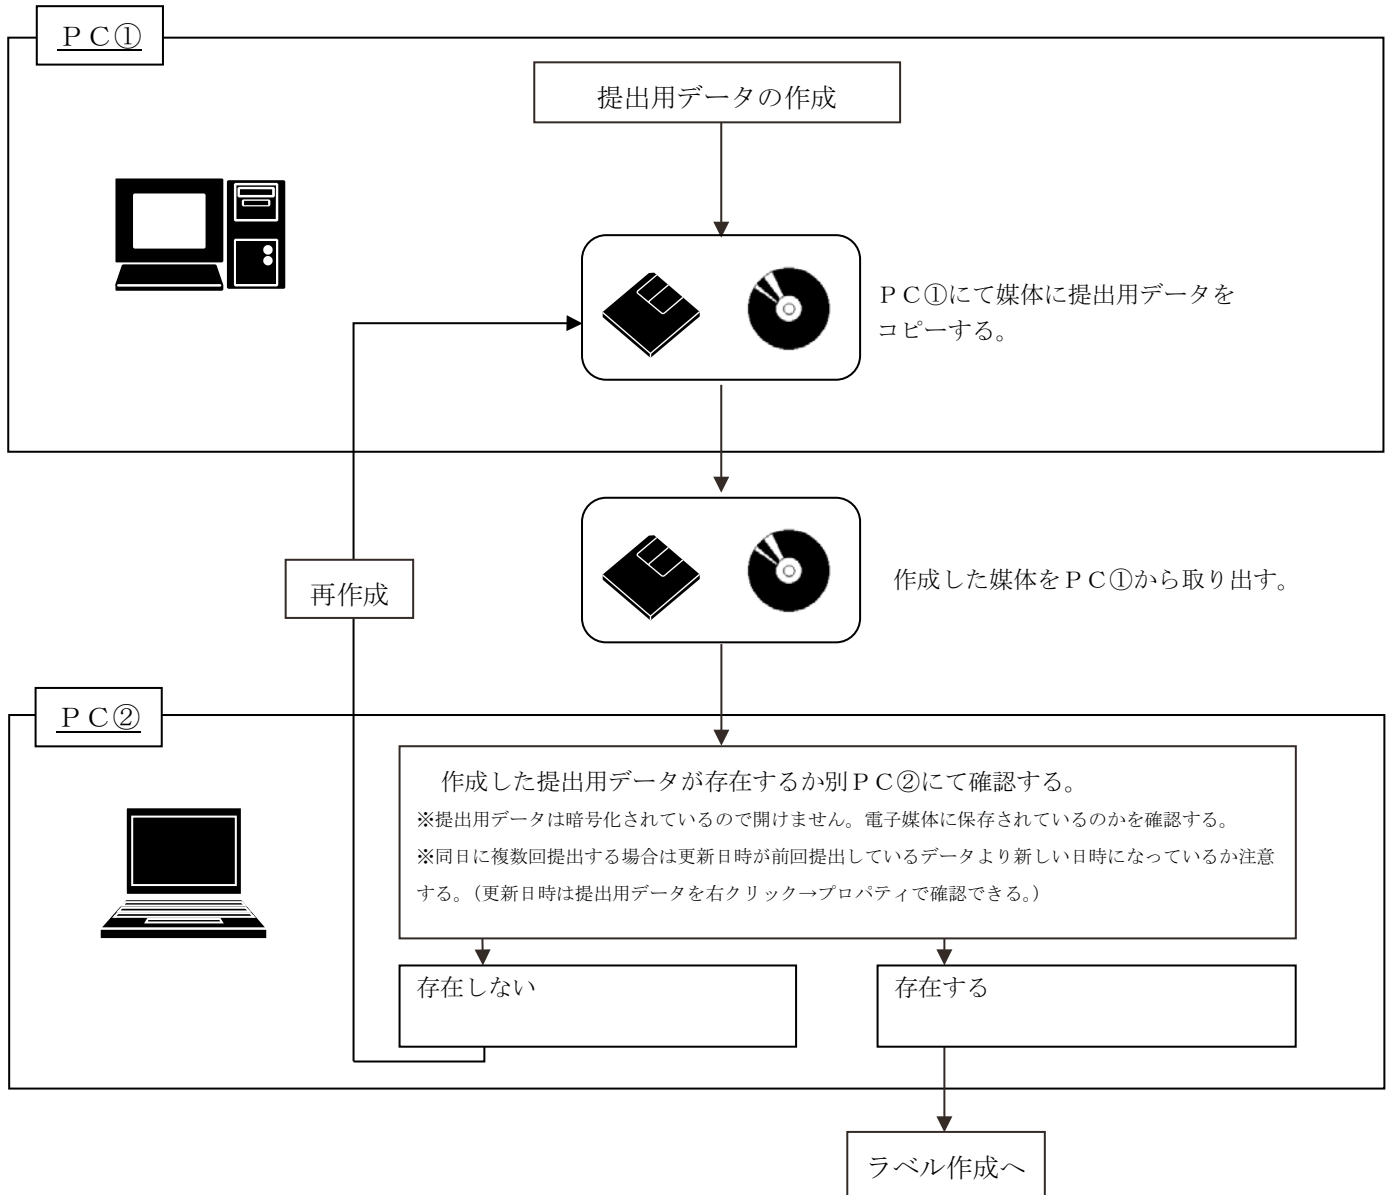 ＰＣ①
提出用データの作成
ＰＣ①にて媒体に提出用データを
コピーする。
作成した媒体をＰＣ①から取り出す。
再作成
ＰＣ②
作成した提出用データが存在するか別ＰＣ②にて確認する。
※提出用データは暗号化されているので開けません。電子媒体に保存されているのかを確認する。
※同日に複数回提出する場合は更新日時が前回提出しているデータより新しい日時になっているか注意
する。（更新日時は提出用データを右クリック→プロパティで確認できる。）
存在しない
存在する
ラベル作成へ